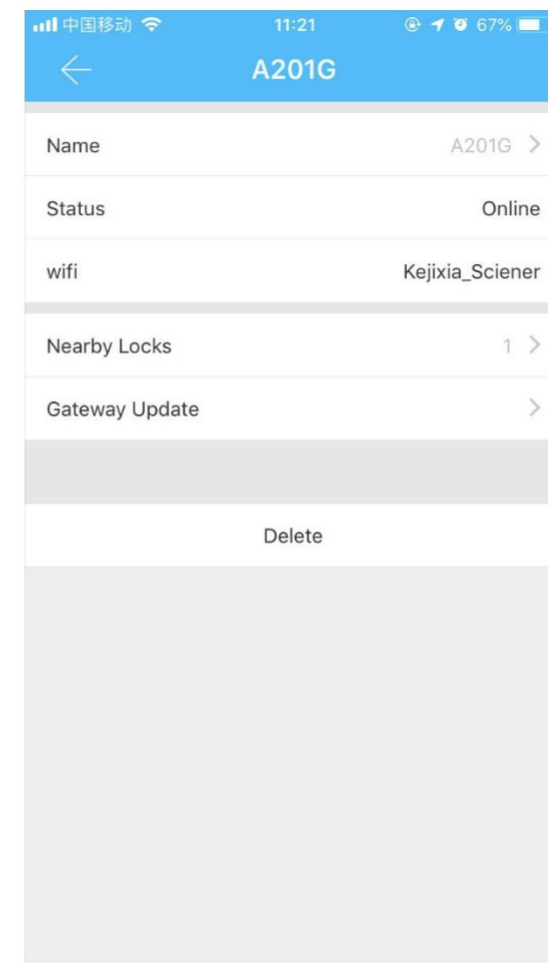 中国移动 11:21 67%
A201G
Name A201G
Status Online
wifi Kejixia_Sciener
Nearby Locks 1
Gateway Update
Delete